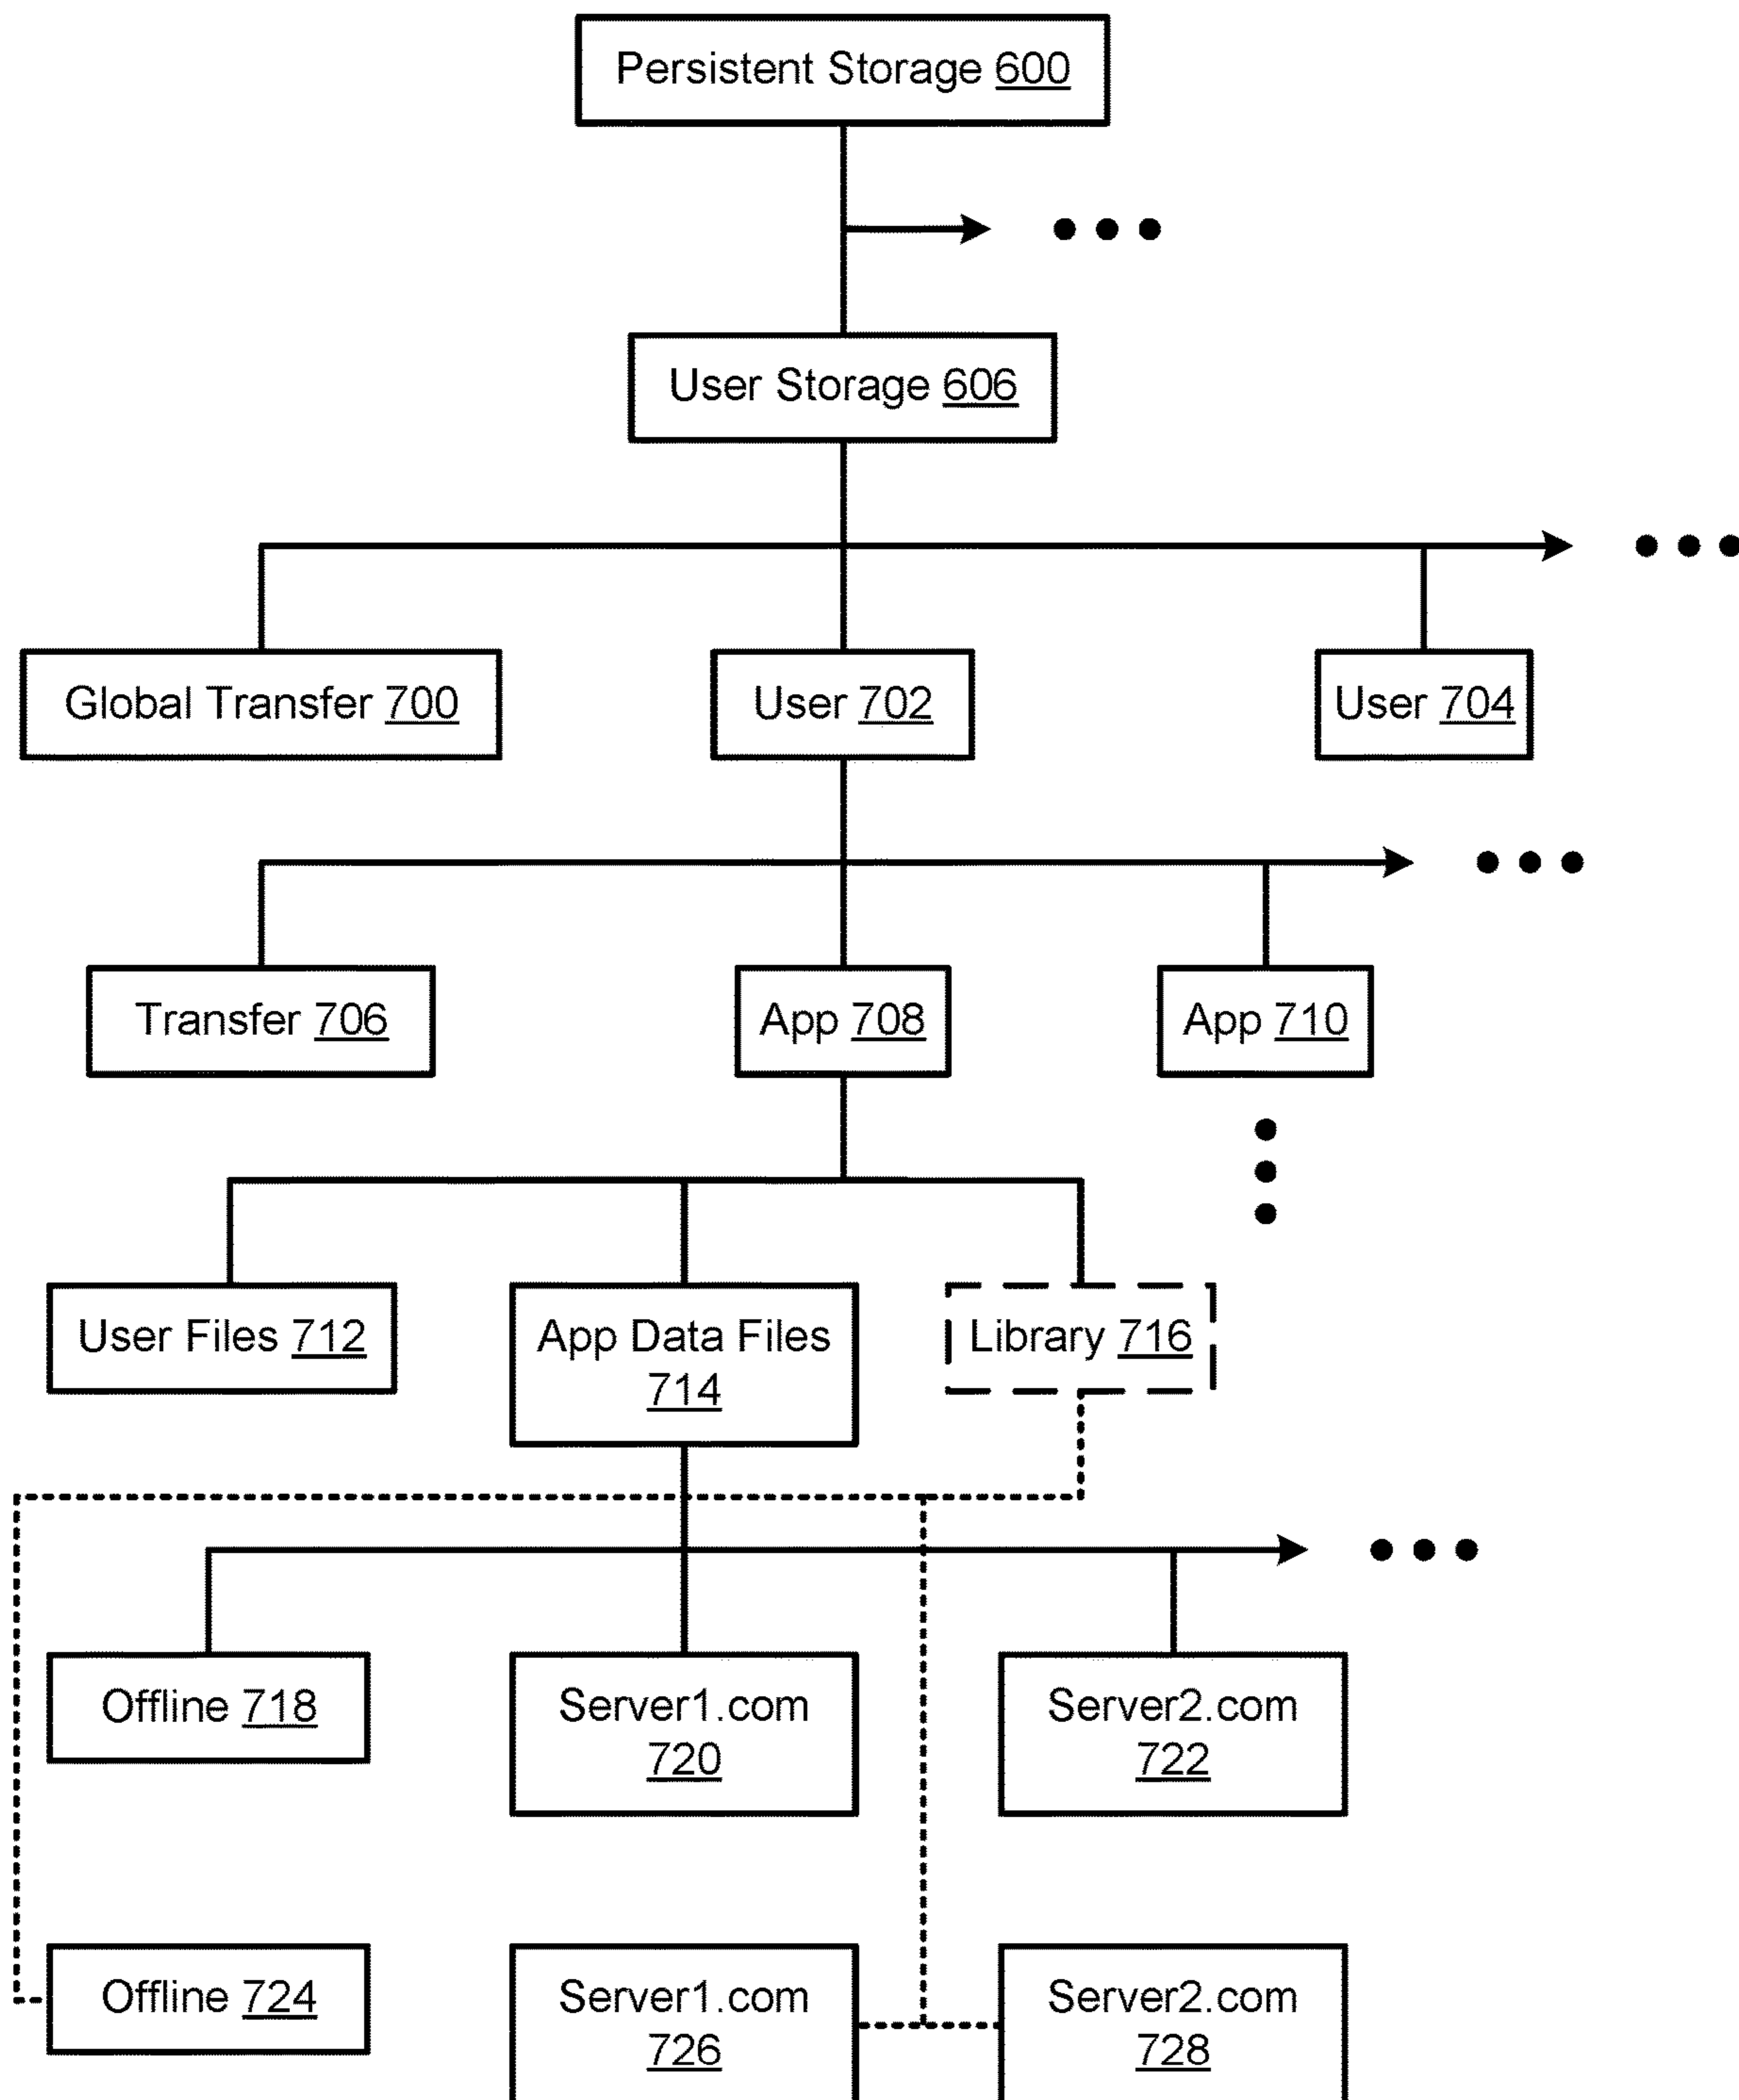 Persistent Storage 600
User Storage 606
Global Transfer 700
User 702
User 704
Transfer 706
App 708
App 710
User Files 712
App Data Files
714
Library 716
Offline 718
Server1.com
720
Server2.com
722
Offline 724
Server1.com
726
Server2.com
728